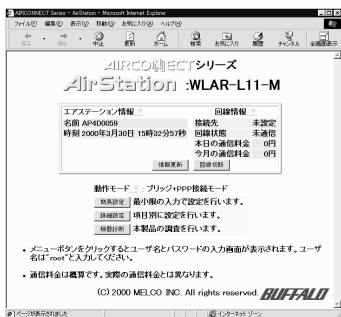 AIRCONNECT Series - AirStation - Microsoft Internet Explorer
ファイル(F) 編集(E) 表示(V) 移動(G) お気に入り(A) ヘルプ(H)
戻る 進む 中止 更新 ホーム 検索 お気に入り 履歴 チャンネル 全画面表示
AIRCONNECTシリーズ
AirStation :WLAR-L11-M
エアステーション情報
名前 AP4D0059
時刻 2000年3月30日 15時32分57秒
情報更新
回線情報
接続先 未設定
回線状態 未通信
本日の通信料金 0円
今月の通信料金 0円
回線切断
動作モード : ブリッジ+PPP接続モード
簡易設定 最小限の入力で設定を行います。
詳細設定 項目別に設定を行います。
機器診断 本製品の調査を行います。
• メニューボタンをクリックするとユーザ名とパスワードの入力画面が表示されます。ユーザ
名は"root"と入力してください。
• 通信料金は概算です。実際の通信料金とは異なります。
(C) 2000 MELCO INC. All rights reserved. BUFFALO
ページが表示されました
インターネット ゾーン